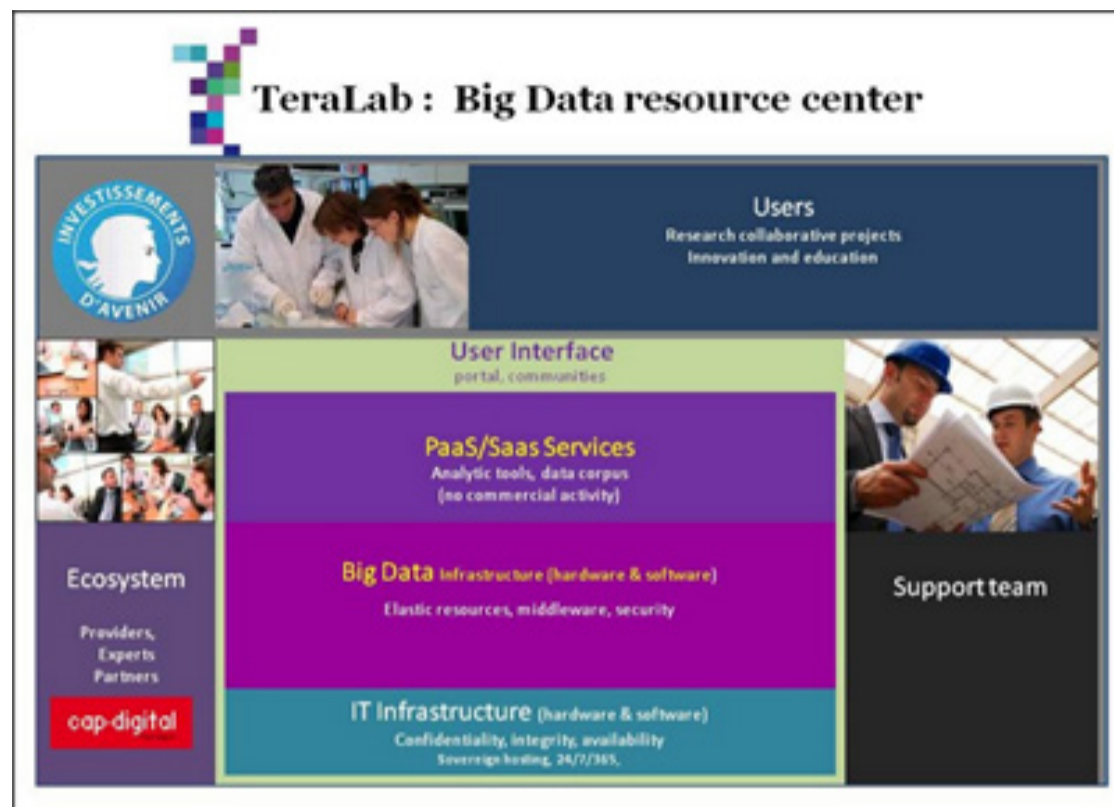 TeraLab : Big Data resource center
INVESTISSEMENTS
D'AVENIR
Users
Research collaborative projects
Innovation and education
User Interface
portal, communities
PaaS/Saas Services
Analytic tools, data corpus
(no commercial activity)
Big Data Infrastructure (hardware & software)
Elastic resources, middleware, security
IT Infrastructure (hardware & software)
Confidentiality, integrity, availability
Sovereign hosting, 24/7/365,
Ecosystem
Providers,
Experts
Partners
cap-digital
Support team